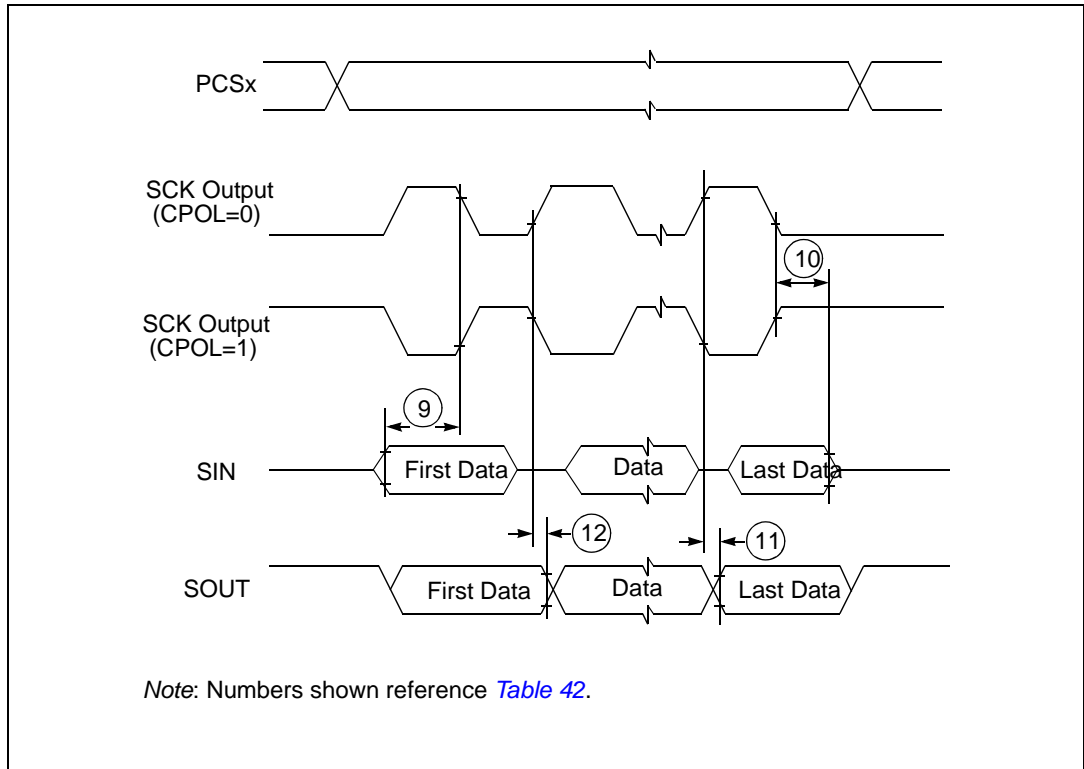 PCSx
SCK Output
(CPOL=0)
10
SCK Output
(CPOL=1)
9
SIN
First Data
Data
Last Data
12
11
SOUT
First Data
Data
Last Data
Note: Numbers shown reference Table 42.